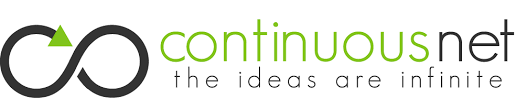 continuousnet
the ideas are infinite